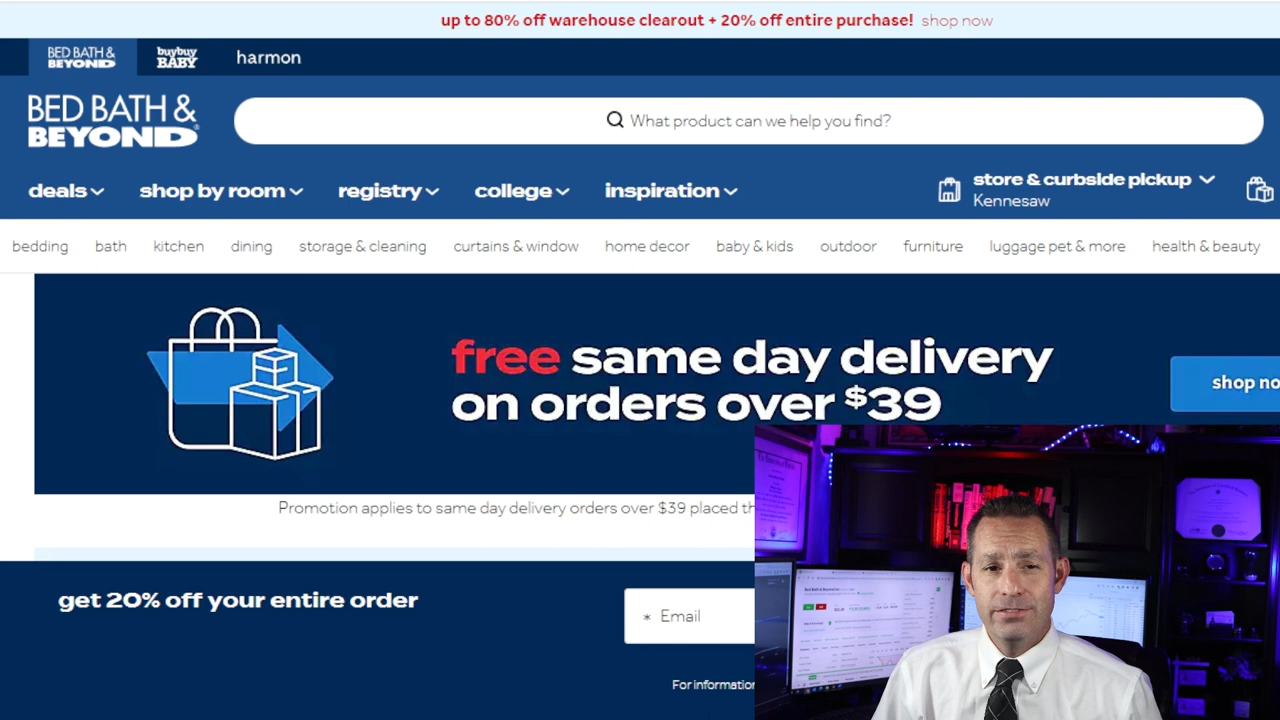 up to 80% off warehouse clearout + 20% off entire purchase! shop now
BED BATH &
BEYOND
buybuy
BABY
harmon
BED BATH &
BEYOND
What product can we help you find?
deals
shop by room
registry
college
inspiration
store & curbside pickup
Kennesaw
bedding
bath
kitchen
dining
storage & cleaning
curtains & window
home decor
baby & kids
outdoor
furniture
luggage pet & more
health & beauty
free same day delivery
on orders over $39
shop no
Promotion applies to same day delivery orders over $39 placed th
get 20% off your entire order
* Email
For information